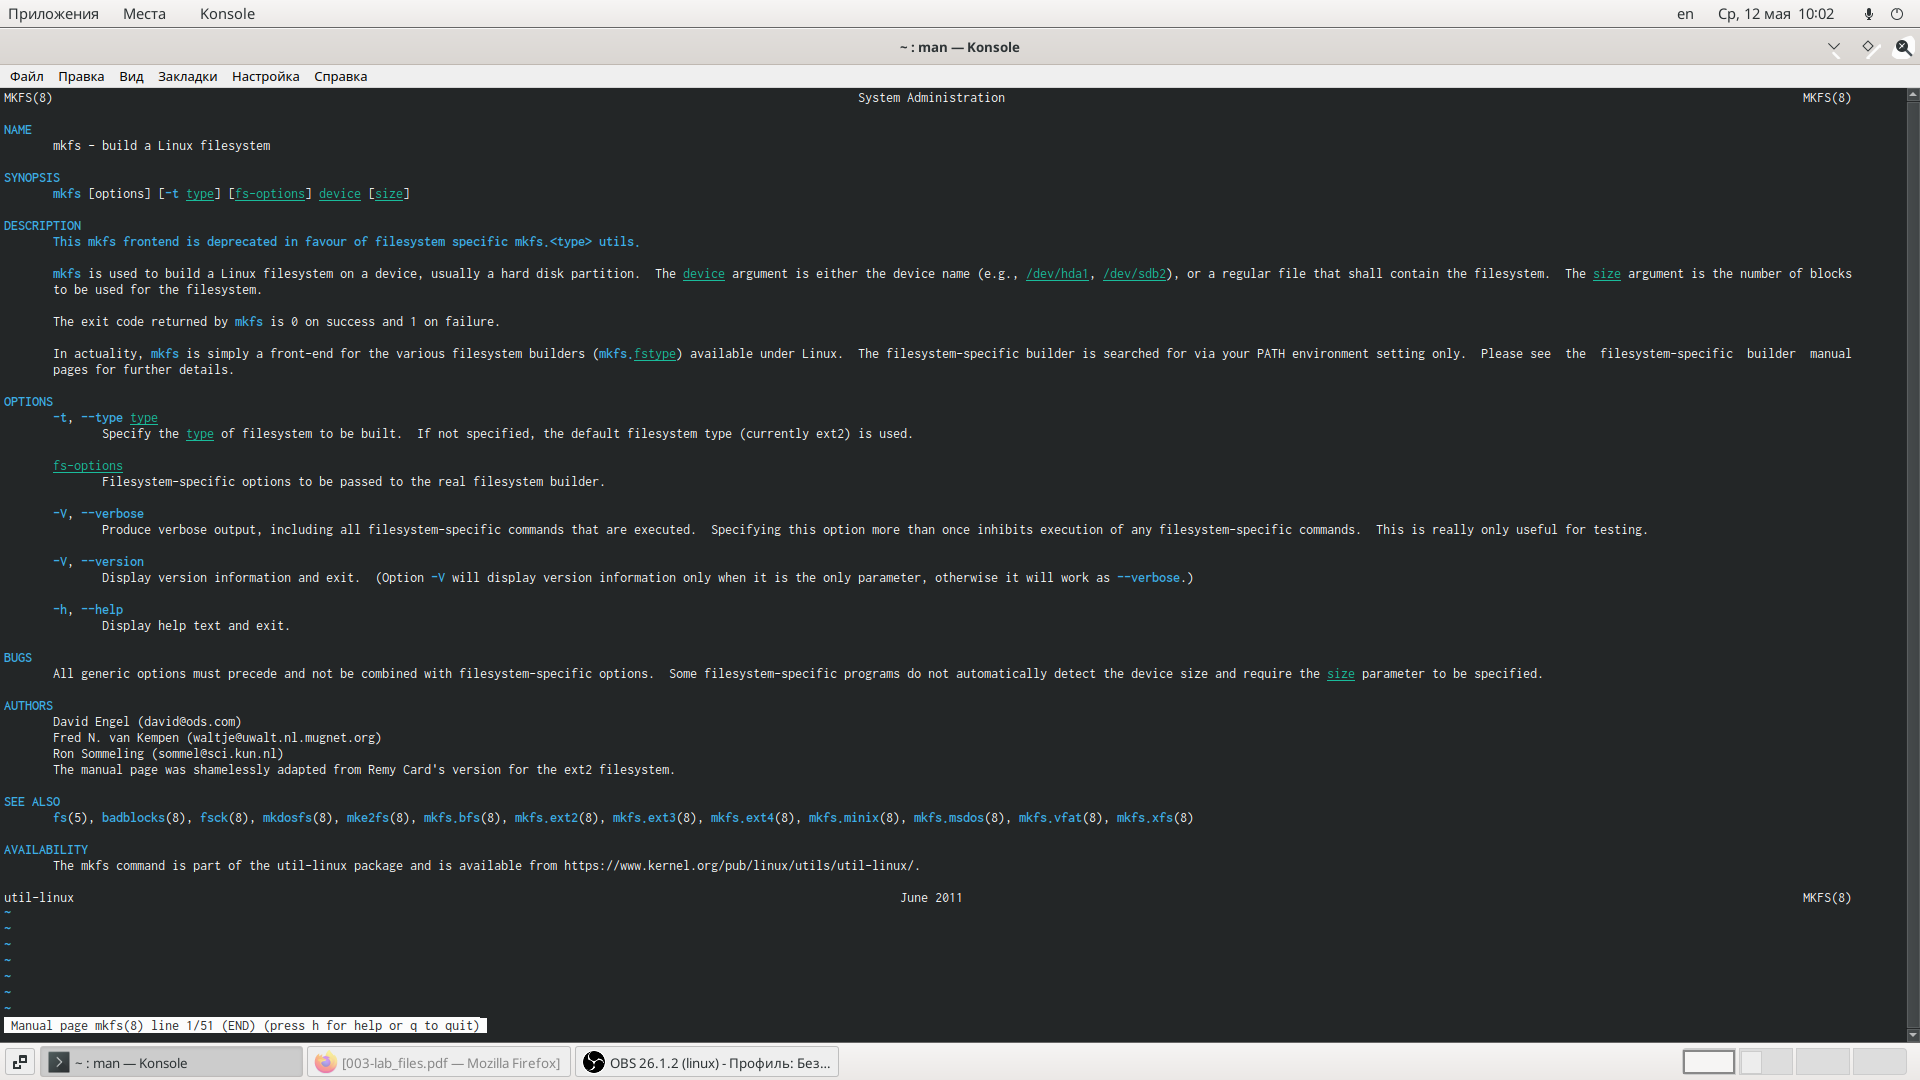 Приложения Места Konsole en Ср, 12 мая 10:02
~ : man — Konsole
Файл Правка Вид Закладки Настройка Справка
MKFS(8) System Administration MKFS(8)
NAME
mkfs - build a Linux filesystem
SYNOPSIS
mkfs [options] [-t type] [fs-options] device [size]
DESCRIPTION
This mkfs frontend is deprecated in favour of filesystem specific mkfs.<type> utils.
mkfs is used to build a Linux filesystem on a device, usually a hard disk partition. The device argument is either the device name (e.g., /dev/hda1, /dev/sdb2), or a regular file that shall contain the filesystem. The size argument is the number of blocks
to be used for the filesystem.
The exit code returned by mkfs is 0 on success and 1 on failure.
In actuality, mkfs is simply a front-end for the various filesystem builders (mkfs.fstype) available under Linux. The filesystem-specific builder is searched for via your PATH environment setting only. Please see the filesystem-specific builder manual
pages for further details.
OPTIONS
-t, --type type
Specify the type of filesystem to be built. If not specified, the default filesystem type (currently ext2) is used.
fs-options
Filesystem-specific options to be passed to the real filesystem builder.
-V, --verbose
Produce verbose output, including all filesystem-specific commands that are executed. Specifying this option more than once inhibits execution of any filesystem-specific commands. This is really only useful for testing.
-V, --version
Display version information and exit. (Option -V will display version information only when it is the only parameter, otherwise it will work as --verbose.)
-h, --help
Display help text and exit.
BUGS
All generic options must precede and not be combined with filesystem-specific options. Some filesystem-specific programs do not automatically detect the device size and require the size parameter to be specified.
AUTHORS
David Engel (david@ods.com)
Fred N. van Kempen (waltje@uwalt.nl.mugnet.org)
Ron Sommeling (sommel@sci.kun.nl)
The manual page was shamelessly adapted from Remy Card's version for the ext2 filesystem.
SEE ALSO
fs(5), badblocks(8), fsck(8), mkdosfs(8), mke2fs(8), mkfs.bfs(8), mkfs.ext2(8), mkfs.ext3(8), mkfs.ext4(8), mkfs.minix(8), mkfs.msdos(8), mkfs.vfat(8), mkfs.xfs(8)
AVAILABILITY
The mkfs command is part of the util-linux package and is available from https://www.kernel.org/pub/linux/utils/util-linux/.
util-linux June 2011 MKFS(8)
~
~
~
~
~
~
~
Manual page mkfs(8) line 1/51 (END) (press h for help or q to quit)
~ : man — Konsole [003-lab_files.pdf — Mozilla Firefox] OBS 26.1.2 (linux) - Профиль: Без...